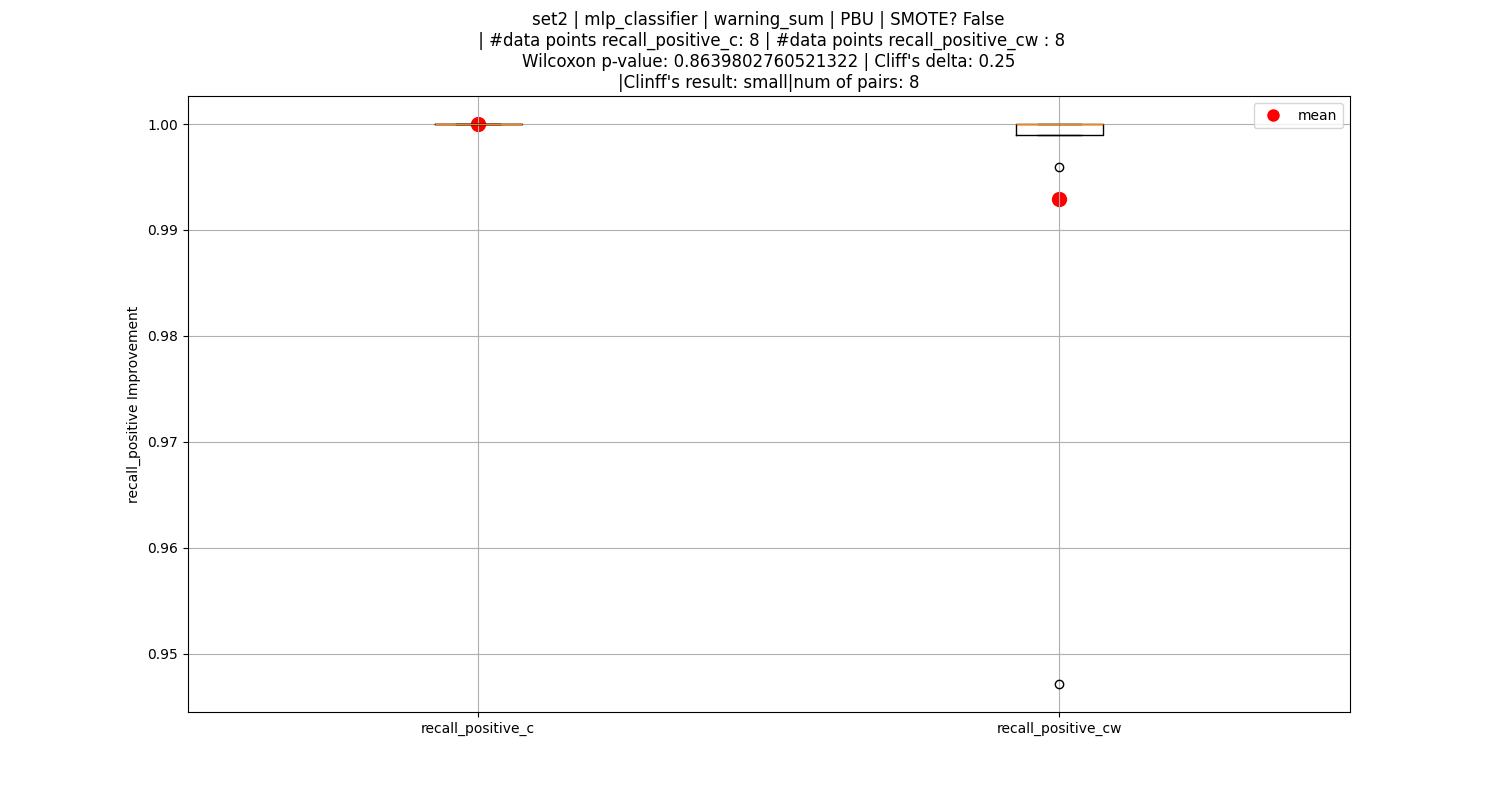 set2 | mlp_classifier | warning_sum | PBU | SMOTE? False
| #data points recall_positive_c: 8 | #data points recall_positive_cw : 8
Wilcoxon p-value: 0.8639802760521322 | Cliff's delta: 0.25
|Clinff's result: small|num of pairs: 8
mean
1.00
0.99
0.98
0.97
0.96
0.95
recall_positive Improvement
recall_positive_c
recall_positive_cw